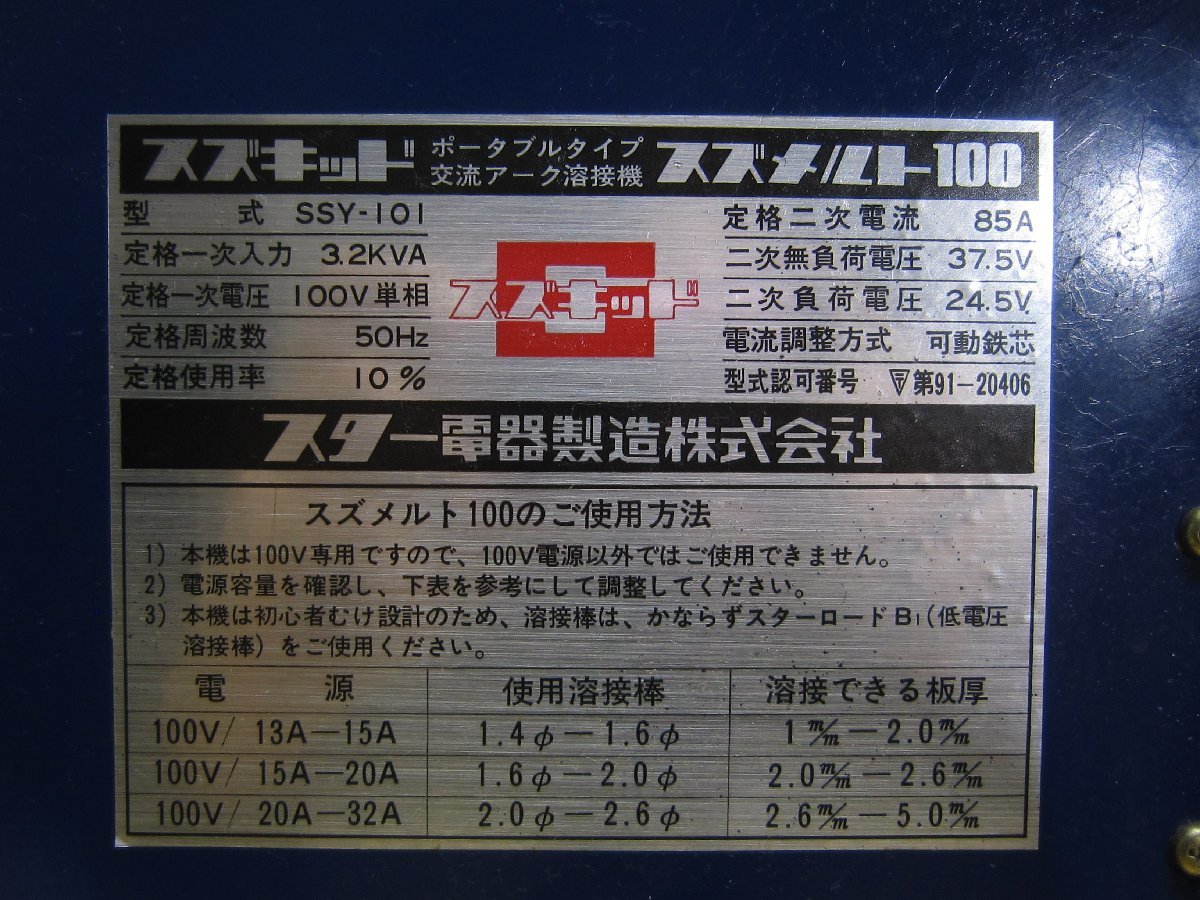 スズキッド ポータブルタイプ 交流アーク溶接機 スズメルト100
型式 SSY-101
定格一次入力 3.2KVA
定格一次電圧 100V単相
定格周波数 50Hz
定格使用率 10%
スズキッド
定格二次電流 85A
二次無負荷電圧 37.5V
二次負荷電圧 24.5V
電流調整方式 可動鉄芯
型式認可番号 第91-20406
スター電器製造株式会社
スズメルト100のご使用方法
1) 本機は100V専用ですので、100V電源以外ではご使用できません。
2) 電源容量を確認し、下表を参考にして調整してください。
3) 本機は初心者むけ設計のため、溶接棒は、かならずスターロードB1(低電圧
溶接棒)をご使用ください。
電源 使用溶接棒 溶接できる板厚
100V/13A—15A 1.4φ—1.6φ 1m/m—2.0m/m
100V/15A—20A 1.6φ—2.0φ 2.0m/m—2.6m/m
100V/20A—32A 2.0φ—2.6φ 2.6m/m—5.0m/m